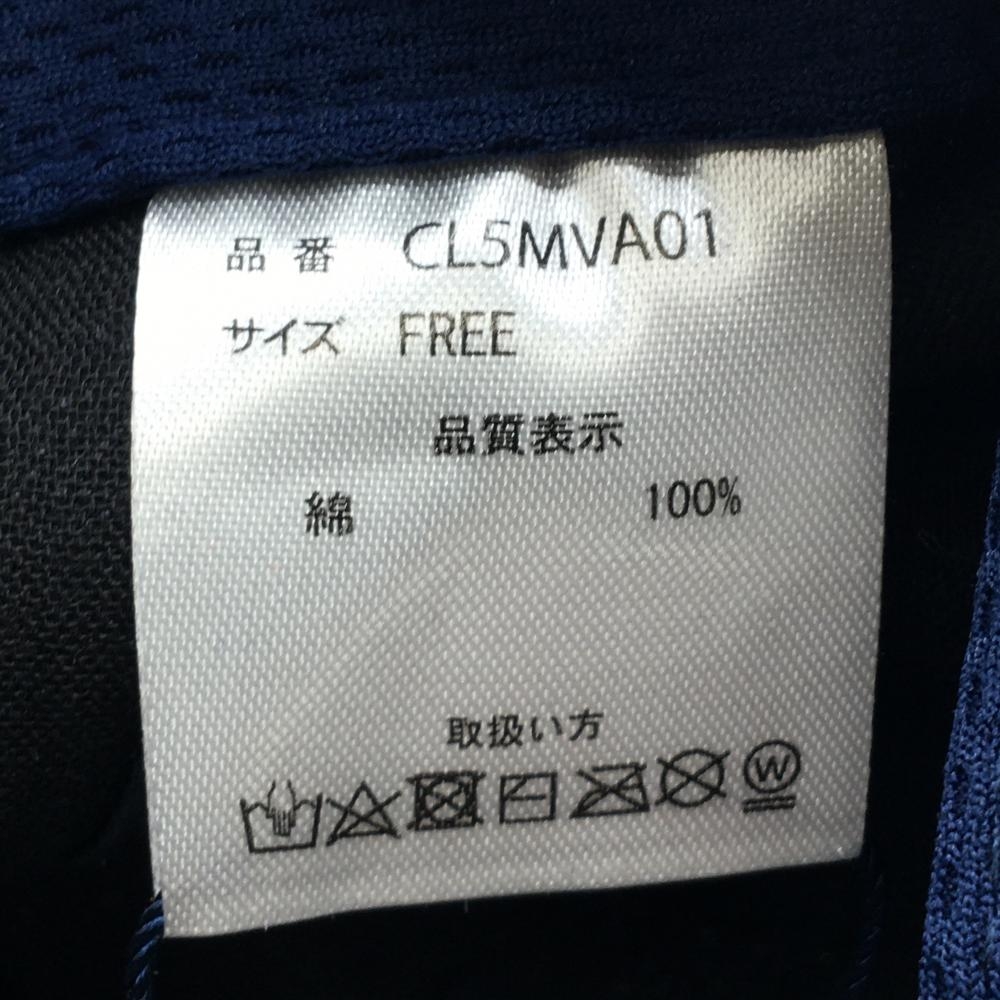 品番 CL5MVA01
サイズ FREE
品質表示
綿 100%
取扱い方
W